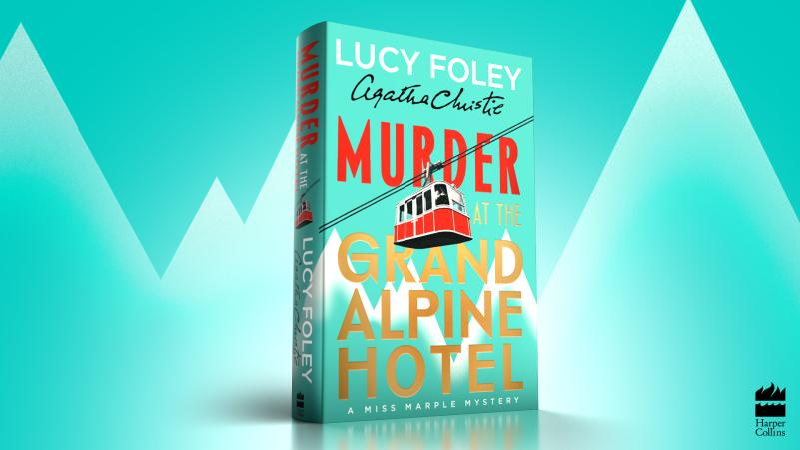 LUCY FOLEY
Agatha Christie
MURDER
AT THE
GRAND
ALPINE
HOTEL
A MISS MARPLE MYSTERY
MURDER AT THE
LUCY FOLEY
Agatha Christie
Harper
Collins